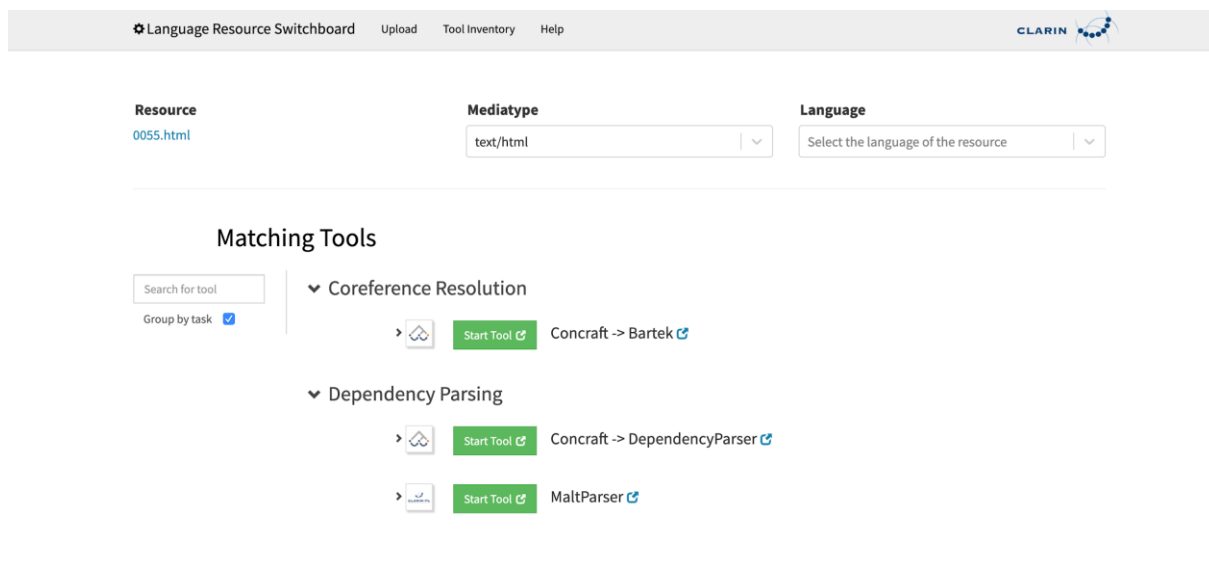 Language Resource Switchboard Upload Tool Inventory Help CLARIN
Resource Mediatype Language
0055.html text/html Select the language of the resource
Matching Tools
Search for tool
Group by task
Coreference Resolution
Start Tool Concraft -> Bartek
Dependency Parsing
Start Tool Concraft -> DependencyParser
Start Tool MaltParser